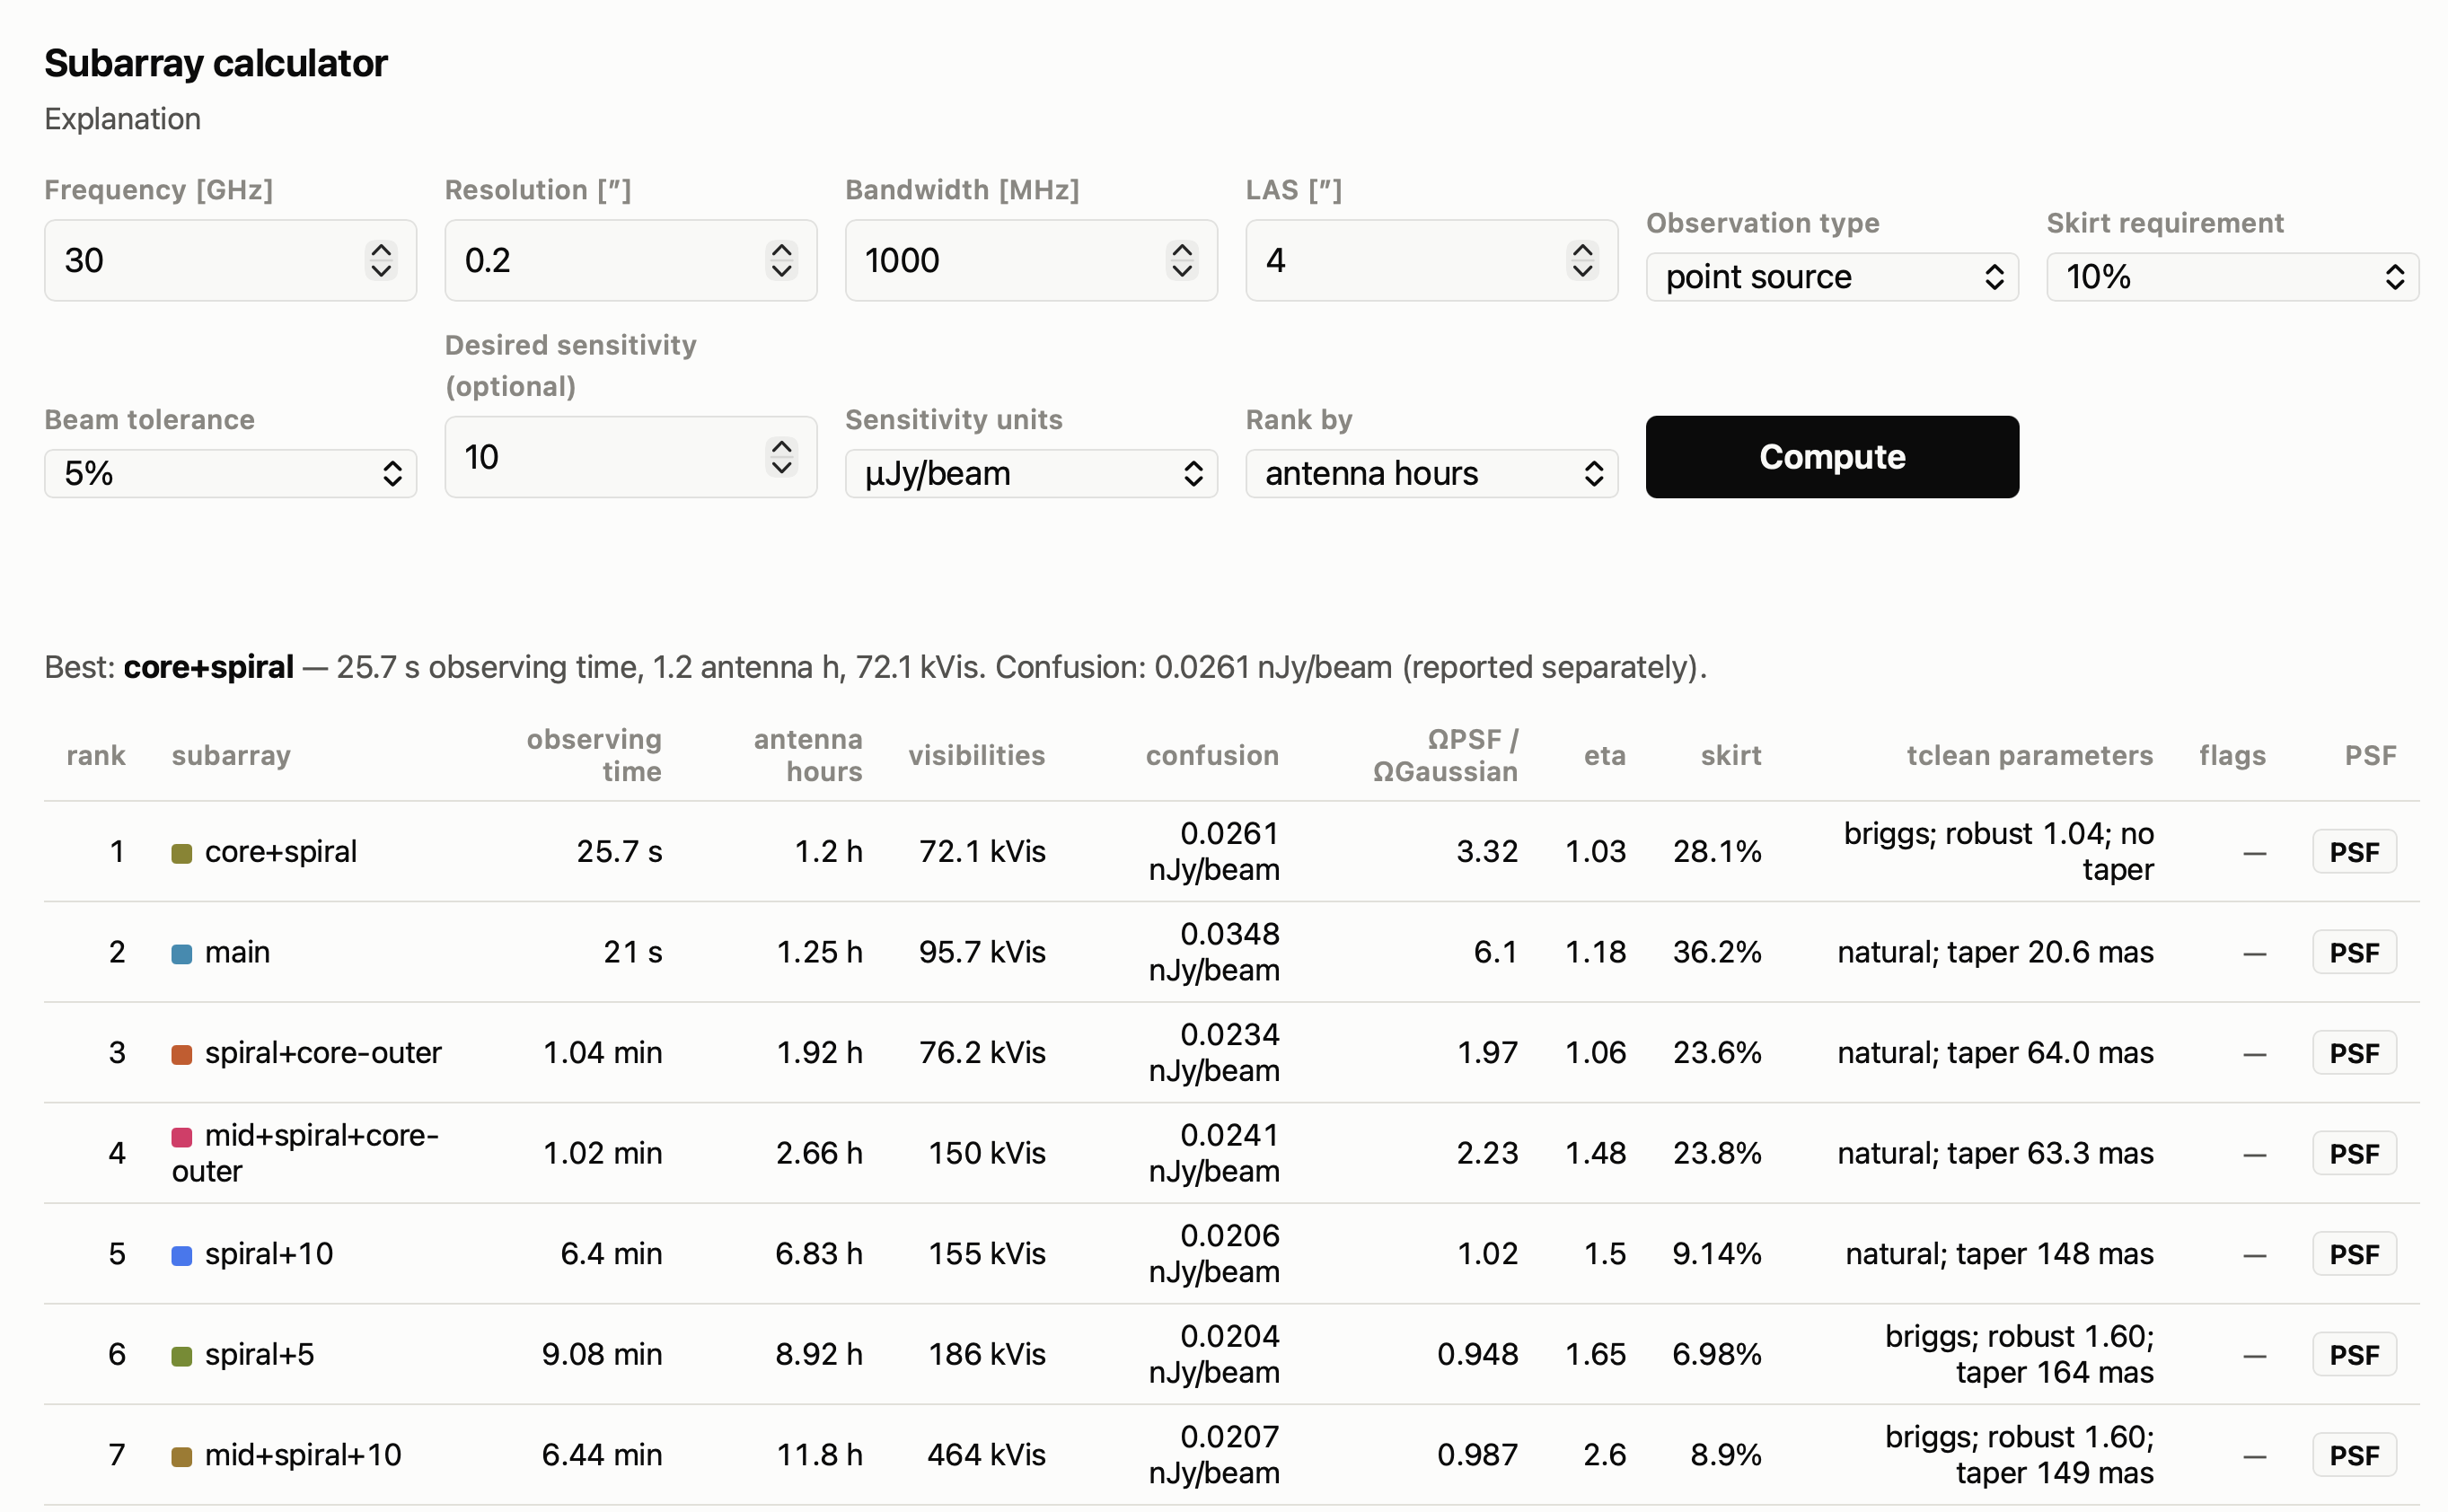 Subarray calculator
Explanation
Frequency [GHz]
30
Resolution [″]
0.2
Bandwidth [MHz]
1000
LAS [″]
4
Observation type
point source
Skirt requirement
10%
Beam tolerance
5%
Desired sensitivity
(optional)
10
Sensitivity units
μJy/beam
Rank by
antenna hours
Compute
Best: core+spiral — 25.7 s observing time, 1.2 antenna h, 72.1 kVis. Confusion: 0.0261 nJy/beam (reported separately).
rank subarray observing time antenna hours visibilities confusion ΩPSF / ΩGaussian eta skirt tclean parameters flags PSF
1 core+spiral 25.7 s 1.2 h 72.1 kVis 0.0261 nJy/beam 3.32 1.03 28.1% briggs; robust 1.04; no taper — PSF
2 main 21 s 1.25 h 95.7 kVis 0.0348 nJy/beam 6.1 1.18 36.2% natural; taper 20.6 mas — PSF
3 spiral+core-outer 1.04 min 1.92 h 76.2 kVis 0.0234 nJy/beam 1.97 1.06 23.6% natural; taper 64.0 mas — PSF
4 mid+spiral+core-outer 1.02 min 2.66 h 150 kVis 0.0241 nJy/beam 2.23 1.48 23.8% natural; taper 63.3 mas — PSF
5 spiral+10 6.4 min 6.83 h 155 kVis 0.0206 nJy/beam 1.02 1.5 9.14% natural; taper 148 mas — PSF
6 spiral+5 9.08 min 8.92 h 186 kVis 0.0204 nJy/beam 0.948 1.65 6.98% briggs; robust 1.60; taper 164 mas — PSF
7 mid+spiral+10 6.44 min 11.8 h 464 kVis 0.0207 nJy/beam 0.987 2.6 8.9% briggs; robust 1.60; taper 149 mas — PSF